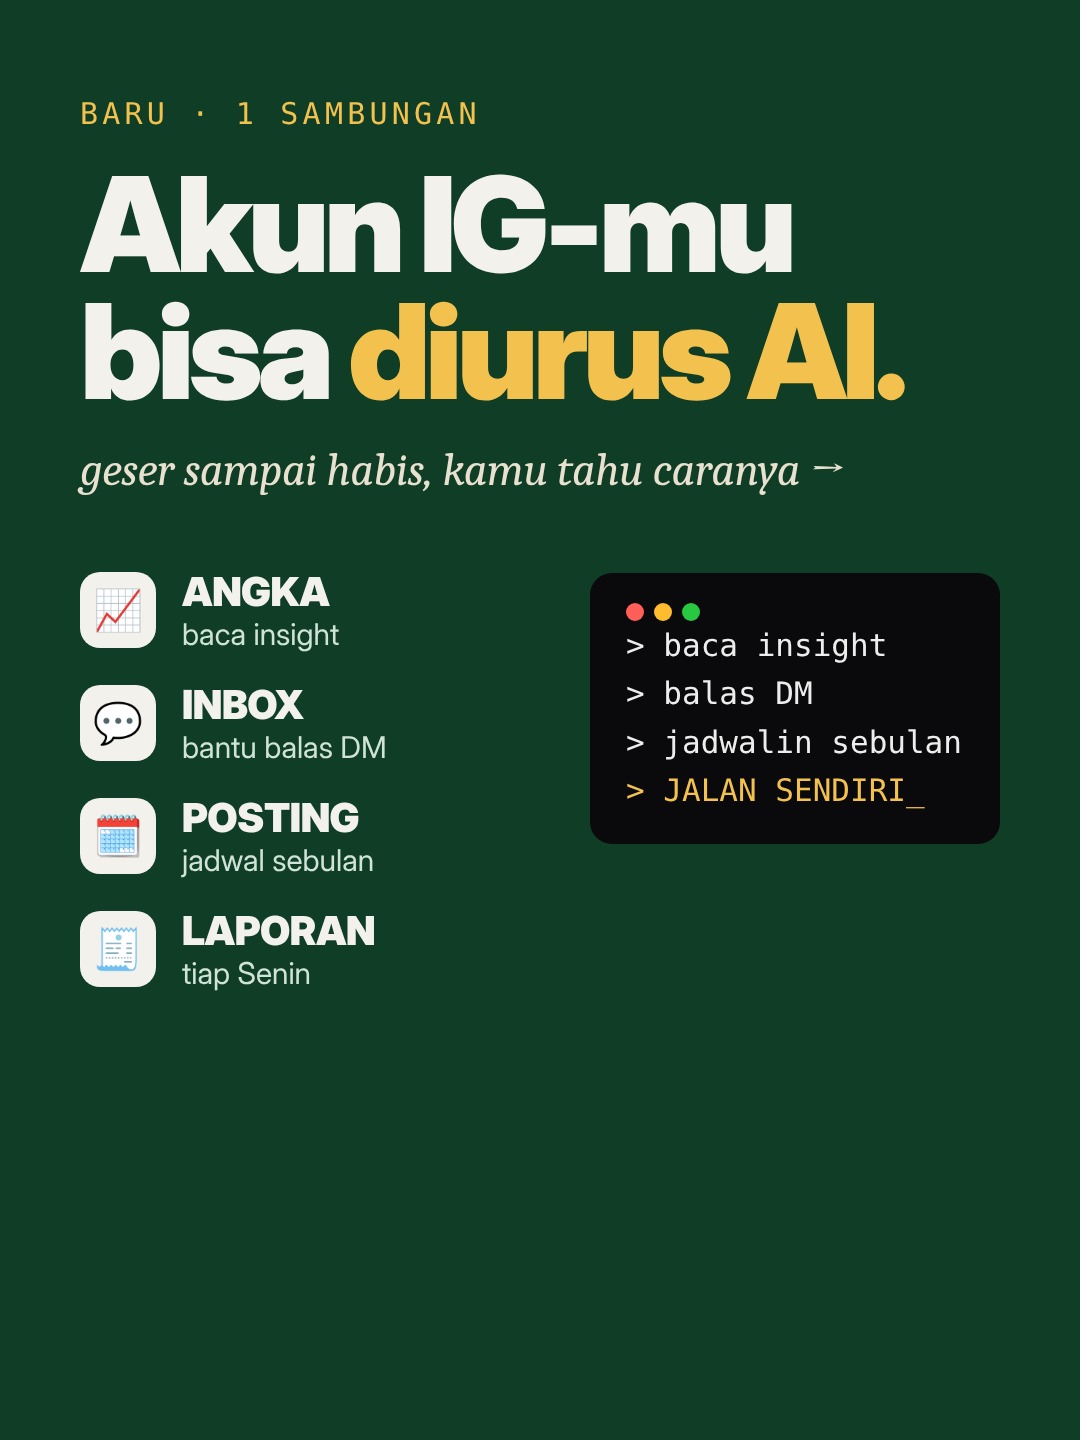 BARU · 1 SAMBUNGAN
Akun IG-mu
bisa diurus AI.
geser sampai habis, kamu tahu caranya →
ANGKA
baca insight
INBOX
bantu balas DM
POSTING
jadwal sebulan
LAPORAN
tiap Senin
> baca insight
> balas DM
> jadwalin sebulan
> JALAN SENDIRI_